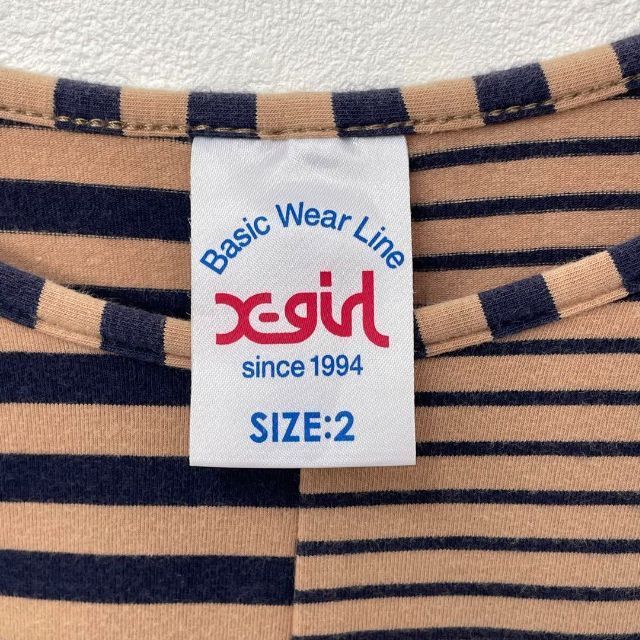 Basic Wear Line
X-girl
since 1994
SIZE:2